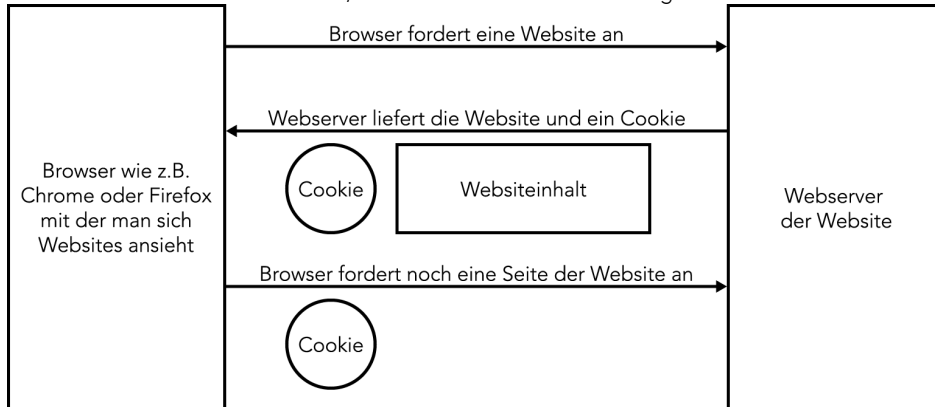 Browser fordert eine Website an
Webserver liefert die Website und ein Cookie
Cookie
Websiteinhalt
Browser wie z.B.
Chrome oder Firefox
mit der man sich
Websites ansieht
Webserver
der Website
Browser fordert noch eine Seite der Website an
Cookie